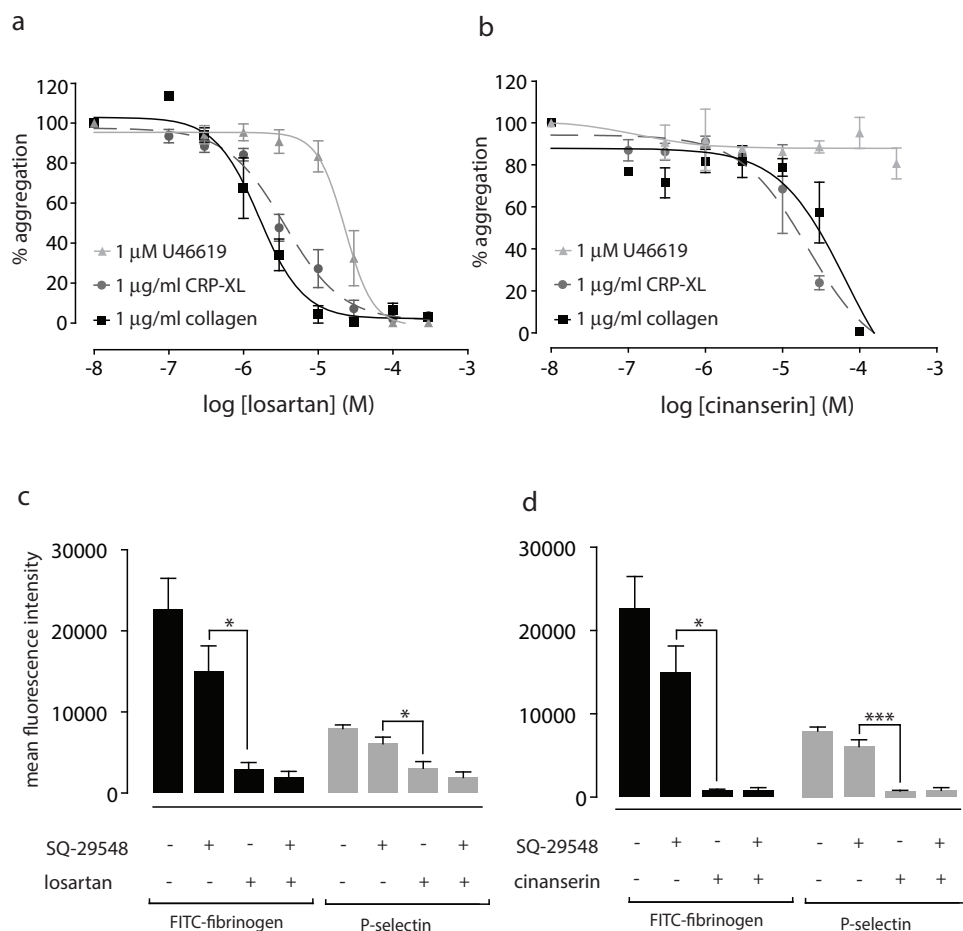 a
% aggregation
120
100
80
60
40
20
0
1 µM U46619
1 µg/ml CRP-XL
1 µg/ml collagen
-8 -7 -6 -5 -4 -3
log [losartan] (M)
b
% aggregation
120
100
80
60
40
20
0
1 µM U46619
1 µg/ml CRP-XL
1 µg/ml collagen
-8 -7 -6 -5 -4 -3
log [cinanserin] (M)
c
mean fluorescence intensity
30000
20000
10000
0
*
*
SQ-29548 - + - + - + - +
losartan - - + + - - + +
FITC-fibrinogen P-selectin
d
30000
20000
10000
0
*
***
SQ-29548 - + - + - + - +
cinanserin - - + + - - + +
FITC-fibrinogen P-selectin